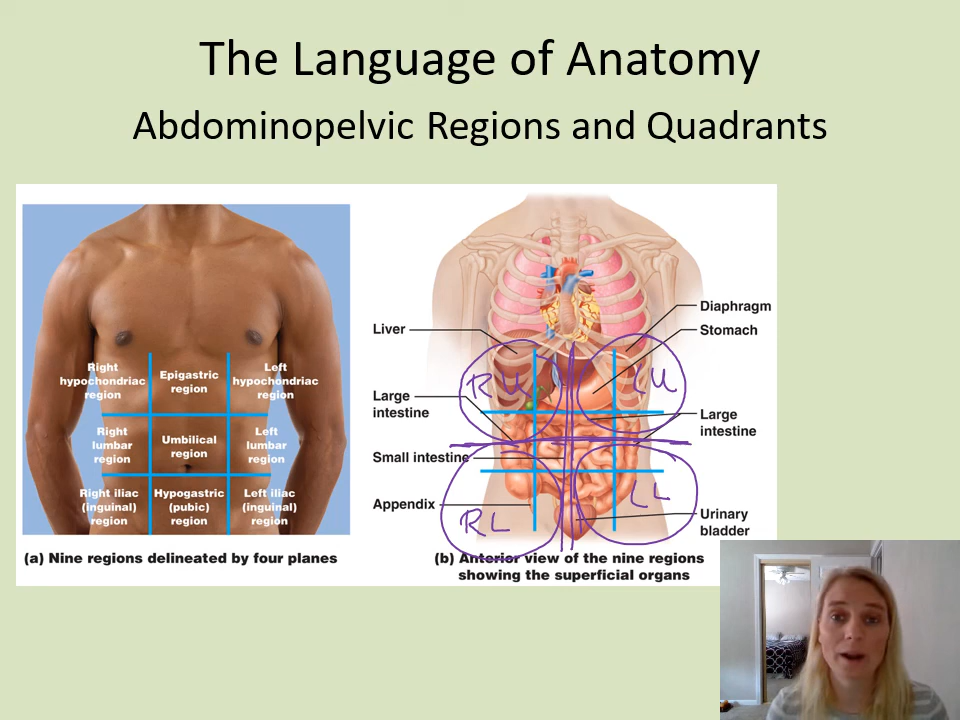 The Language of Anatomy
Abdominopelvic Regions and Quadrants
Right
hypochondriac
region
Epigastric
region
Left
hypochondriac
region
Right
lumbar
region
Umbilical
region
Left
lumbar
region
Right iliac
(inguinal)
region
Hypogastric
(pubic)
region
Left iliac
(inguinal)
region
(a) Nine regions delineated by four planes
Liver
Large
intestine
Small intestine
Appendix
Diaphragm
Stomach
Large
intestine
Urinary
bladder
RU
LU
RL
LL
(b) Anterior view of the nine regions
showing the superficial organs